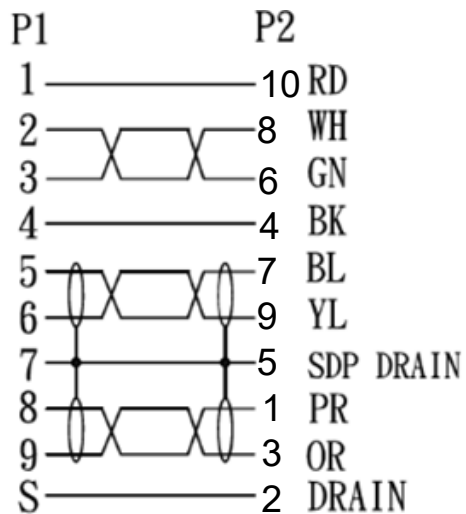 P1 P2
1 10 RD
2 8 WH
3 6 GN
4 4 BK
5 7 BL
6 9 YL
7 5 SDP DRAIN
8 1 PR
9 3 OR
S 2 DRAIN